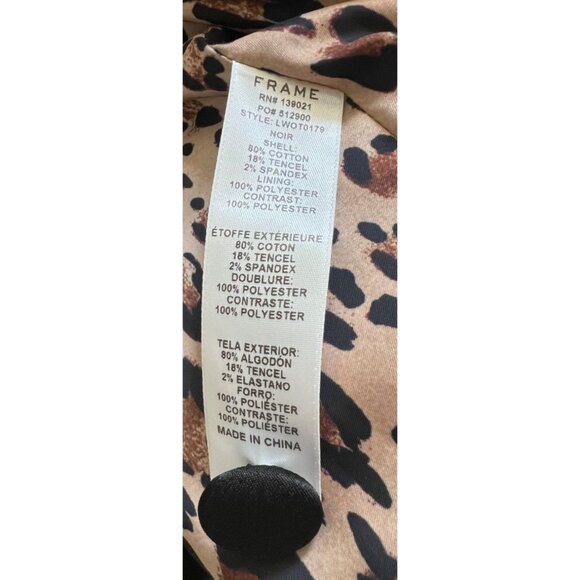 FRAME
RN# 139021
PO# 512900
STYLE: LWOT0179
NOIR
SHELL:
80% COTTON
18% TENCEL
2% SPANDEX
LINING:
100% POLYESTER
CONTRAST:
100% POLYESTER
ÉTOFFE EXTÉRIEURE
80% COTON
18% TENCEL
2% SPANDEX
DOUBLURE:
100% POLYESTER
CONTRASTE:
100% POLYESTER
TELA EXTERIOR:
80% ALGODÓN
18% TENCEL
2% ELASTANO
FORRO:
100% POLIÉSTER
CONTRASTE:
100% POLIÉSTER
MADE IN CHINA